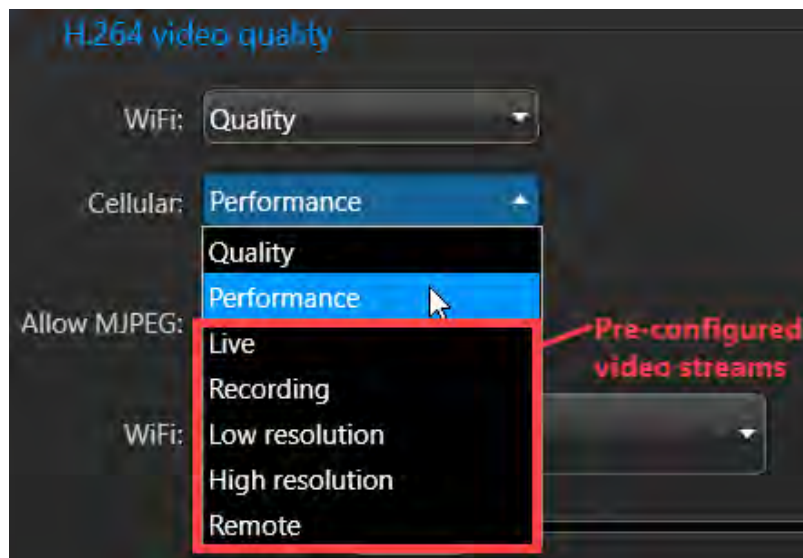 H.264 video quality
WiFi: Quality
Cellular: Performance
Quality
Performance
Allow MJPEG:
Live
Pre-configured
video streams
Recording
WiFi: Low resolution
High resolution
Remote